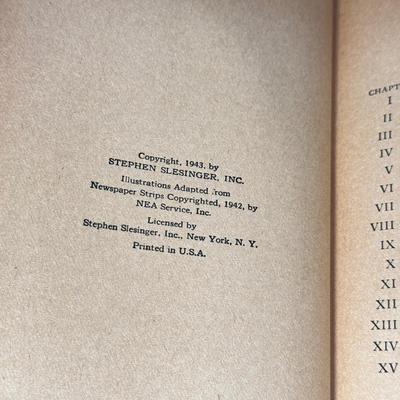 Copyright, 1943, by
STEPHEN SLESINGER, INC.
Illustrations Adapted from
Newspaper Strips Copyrighted, 1942, by
NEA Service, Inc.
Licensed by
Stephen Slesinger, Inc., New York, N. Y.
Printed in U.S.A.
CHAPT
I
II
III
IV
V
VI
VII
VIII
IX
X
XI
XII
XIII
XIV
XV